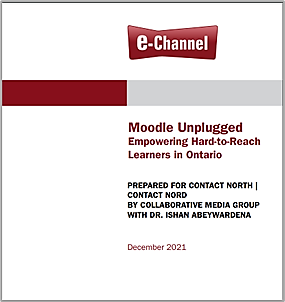 e-Channel
Moodle Unplugged
Empowering Hard-to-Reach
Learners in Ontario
PREPARED FOR CONTACT NORTH |
CONTACT NORD
BY COLLABORATIVE MEDIA GROUP
WITH DR. ISHAN ABEYWARDENA
December 2021